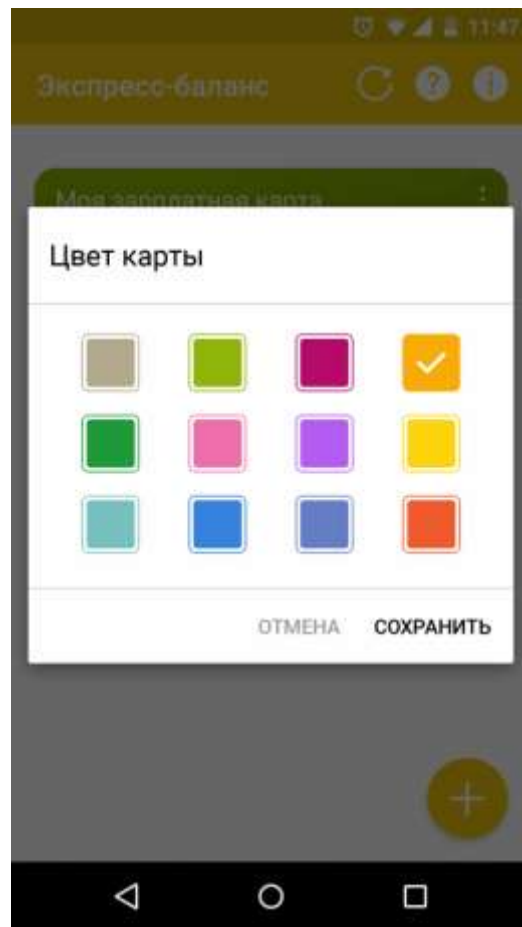 11:47
Экспресс-баланс
Моя зарплатная карта
Цвет карты
ОТМЕНА
СОХРАНИТЬ